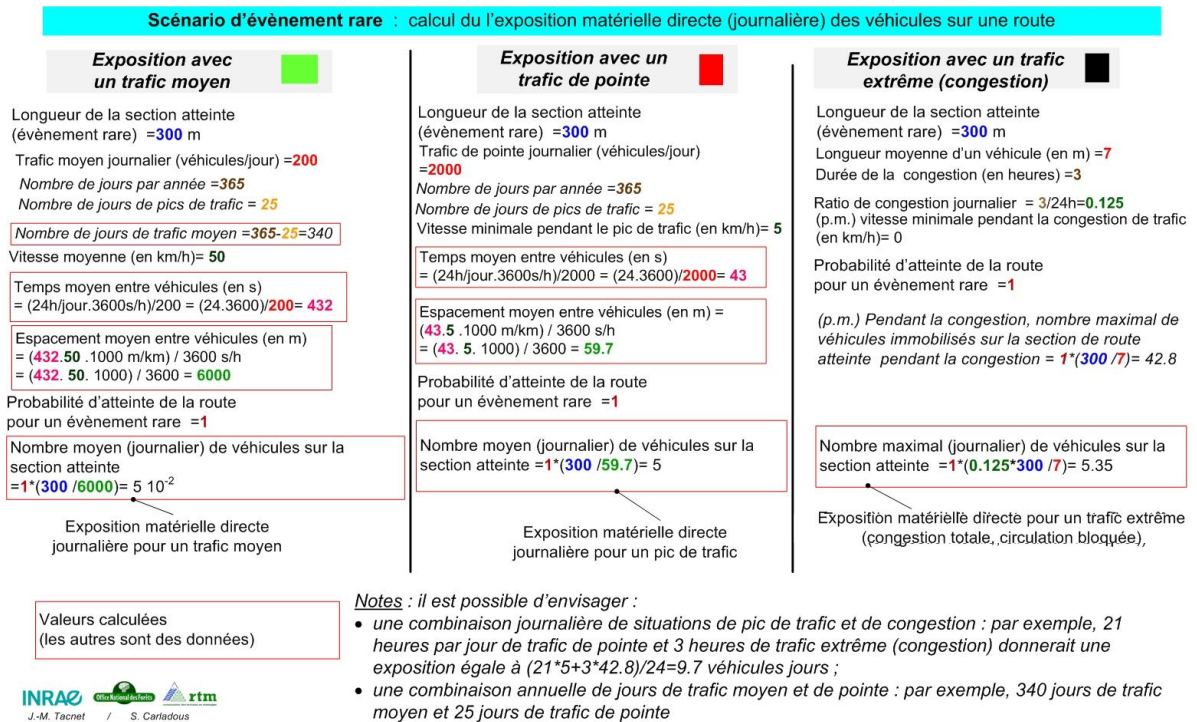 Scénario d'évènement rare : calcul du l'exposition matérielle directe (journalière) des véhicules sur une route
Exposition avec
un trafic moyen
Longueur de la section atteinte
(évènement rare) =300 m
Trafic moyen journalier (véhicules/jour) =200
Nombre de jours par année =365
Nombre de jours de pics de trafic = 25
Nombre de jours de trafic moyen =365-25=340
Vitesse moyenne (en km/h)= 50
Temps moyen entre véhicules (en s)
= (24h/jour.3600s/h)/200 = (24.3600)/200= 432
Espacement moyen entre véhicules (en m)
= (432.50 .1000 m/km) / 3600 s/h
= (432. 50. 1000) / 3600 = 6000
Probabilité d'atteinte de la route
pour un évènement rare =1
Nombre moyen (journalier) de véhicules sur la
section atteinte
=1*(300 /6000)= 5 10-2
Exposition matérielle directe
journalière pour un trafic moyen
Exposition avec un
trafic de pointe
Longueur de la section atteinte
(évènement rare) =300 m
Trafic de pointe journalier (véhicules/jour)
=2000
Nombre de jours par année =365
Nombre de jours de pics de trafic = 25
Vitesse minimale pendant le pic de trafic (en km/h)= 5
Temps moyen entre véhicules (en s)
= (24h/jour.3600s/h)/2000 = (24.3600)/2000= 43
Espacement moyen entre véhicules (en m) =
(43.5 .1000 m/km) / 3600 s/h
= (43. 5. 1000) / 3600 = 59.7
Probabilité d'atteinte de la route
pour un évènement rare =1
Nombre moyen (journalier) de véhicules sur la
section atteinte =1*(300 /59.7)= 5
Exposition matérielle directe
journalière pour un pic de trafic
Exposition avec un trafic
extrême (congestion)
Longueur de la section atteinte
(évènement rare) =300 m
Longueur moyenne d'un véhicule (en m) =7
Durée de la congestion (en heures) =3
Ratio de congestion journalier = 3/24h=0.125
(p.m.) vitesse minimale pendant la congestion de trafic
(en km/h)= 0
Probabilité d'atteinte de la route
pour un évènement rare =1
(p.m.) Pendant la congestion, nombre maximal de
véhicules immobilisés sur la section de route
atteinte pendant la congestion = 1*(300 /7)= 42.8
Nombre maximal (journalier) de véhicules sur la
section atteinte =1*(0.125*300 /7)= 5.35
Exposition matérielle directe pour un trafic extrême
(congestion totale, circulation bloquée),
Valeurs calculées
(les autres sont des données)
Notes : il est possible d'envisager :
• une combinaison journalière de situations de pic de trafic et de congestion : par exemple, 21
heures par jour de trafic de pointe et 3 heures de trafic extrême (congestion) donnerait une
exposition égale à (21*5+3*42.8)/24=9.7 véhicules jours ;
• une combinaison annuelle de jours de trafic moyen et de pointe : par exemple, 340 jours de trafic
moyen et 25 jours de trafic de pointe
INRAE Office National des Forêts rtm
J.-M. Tacnet / S. Carladous